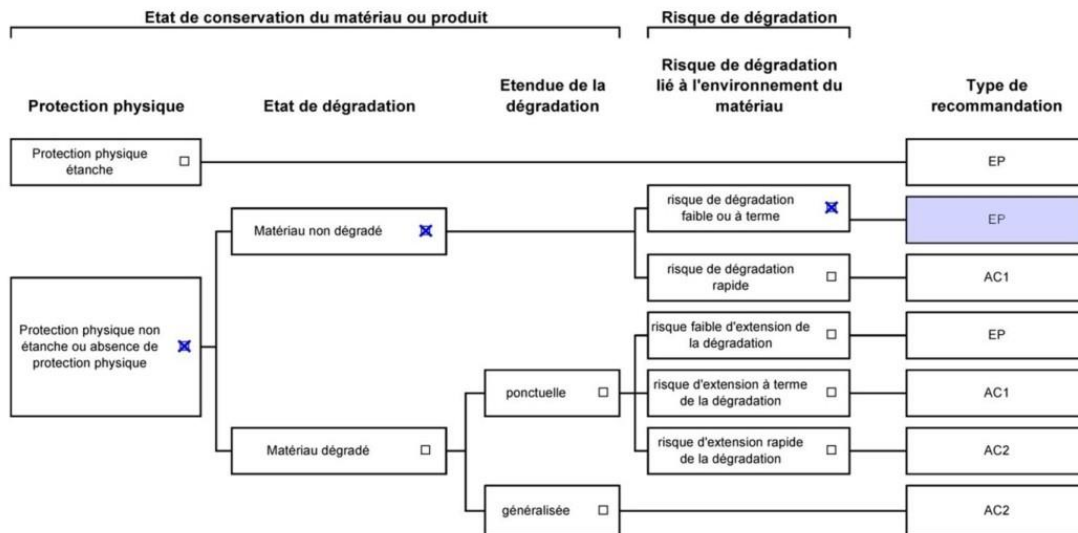 Etat de conservation du matériau ou produit
Risque de dégradation
Protection physique
Etat de dégradation
Etendue de la
dégradation
Risque de dégradation
lié à l'environnement du
matériau
Type de
recommandation
Protection physique
étanche
EP
Matériau non dégradé
risque de dégradation
faible ou à terme
EP
risque de dégradation
rapide
AC1
Protection physique non
étanche ou absence de
protection physique
risque faible d'extension de
la dégradation
EP
ponctuelle
risque d'extension à terme
de la dégradation
AC1
Matériau dégradé
risque d'extension rapide
de la dégradation
AC2
généralisée
AC2